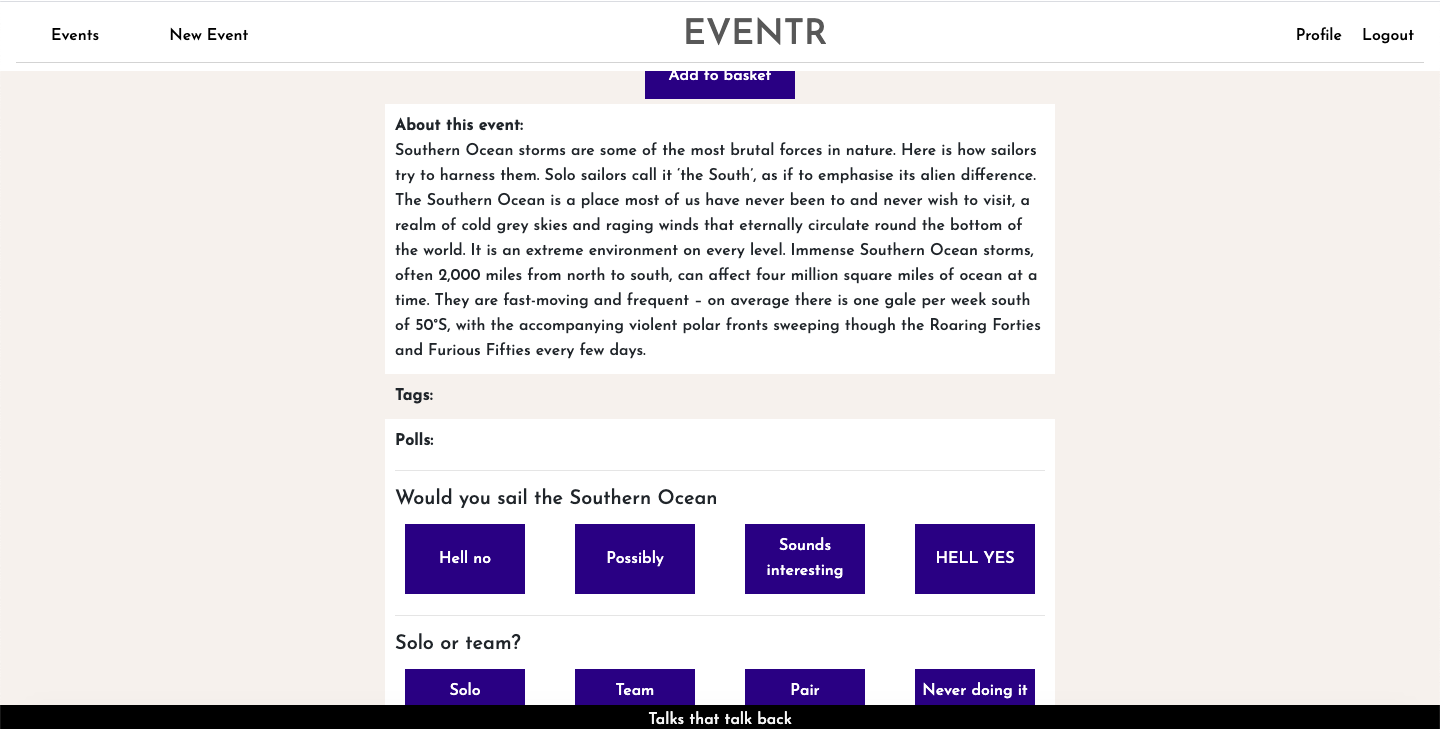 Events New Event EVENTR Profile Logout
Add to basket
About this event:
Southern Ocean storms are some of the most brutal forces in nature. Here is how sailors
try to harness them. Solo sailors call it ‘the South’, as if to emphasise its alien difference.
The Southern Ocean is a place most of us have never been to and never wish to visit, a
realm of cold grey skies and raging winds that eternally circulate round the bottom of
the world. It is an extreme environment on every level. Immense Southern Ocean storms,
often 2,000 miles from north to south, can affect four million square miles of ocean at a
time. They are fast-moving and frequent – on average there is one gale per week south
of 50°S, with the accompanying violent polar fronts sweeping though the Roaring Forties
and Furious Fifties every few days.
Tags:
Polls:
Would you sail the Southern Ocean
Hell no
Possibly
Sounds
interesting
HELL YES
Solo or team?
Solo
Team
Pair
Never doing it
Talks that talk back